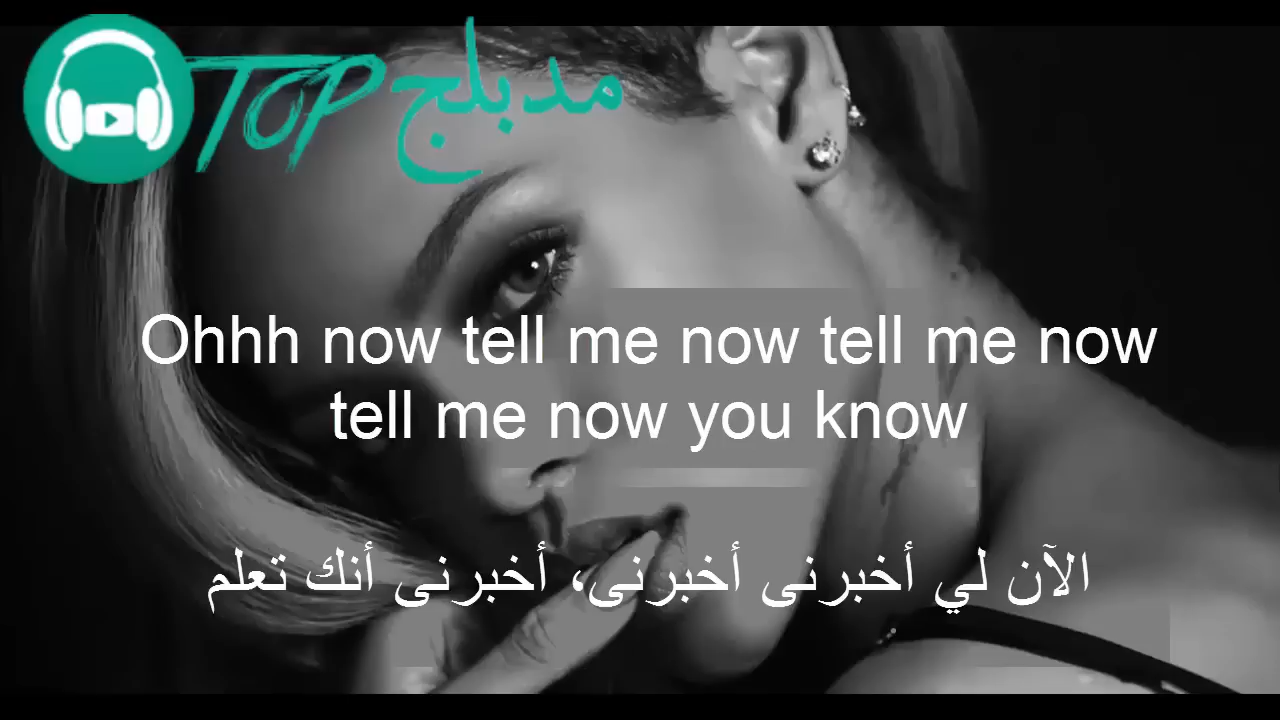 TOP مدبلج
Ohhh now tell me now tell me now
tell me now you know
الآن لي أخبرنى أخبرنى، أخبرنى أنك تعلم